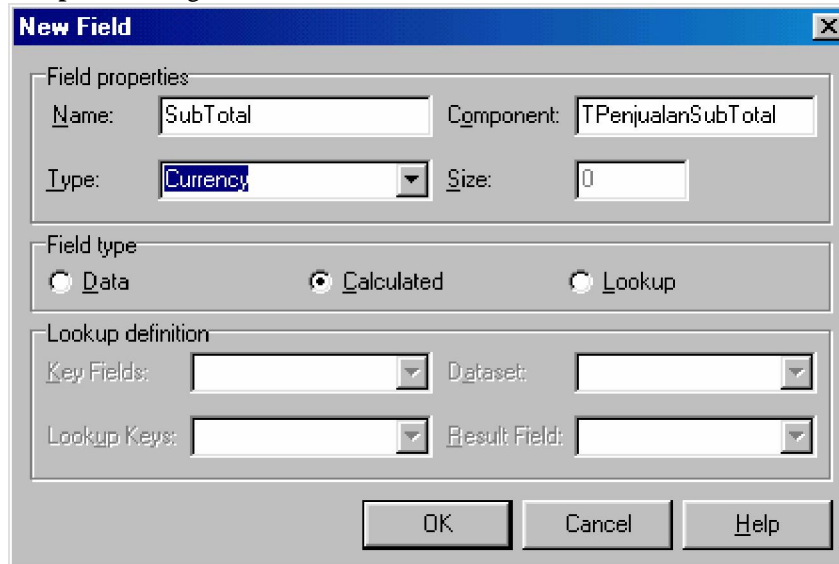 New Field
Field properties
Name: SubTotal Component: TPenjualanSubTotal
Type: Currency Size: 0
Field type
Data Calculated Lookup
Lookup definition
Key Fields: Dataset:
Lookup Keys: Result Field:
OK Cancel Help